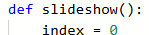 def slideshow():
    index = 0